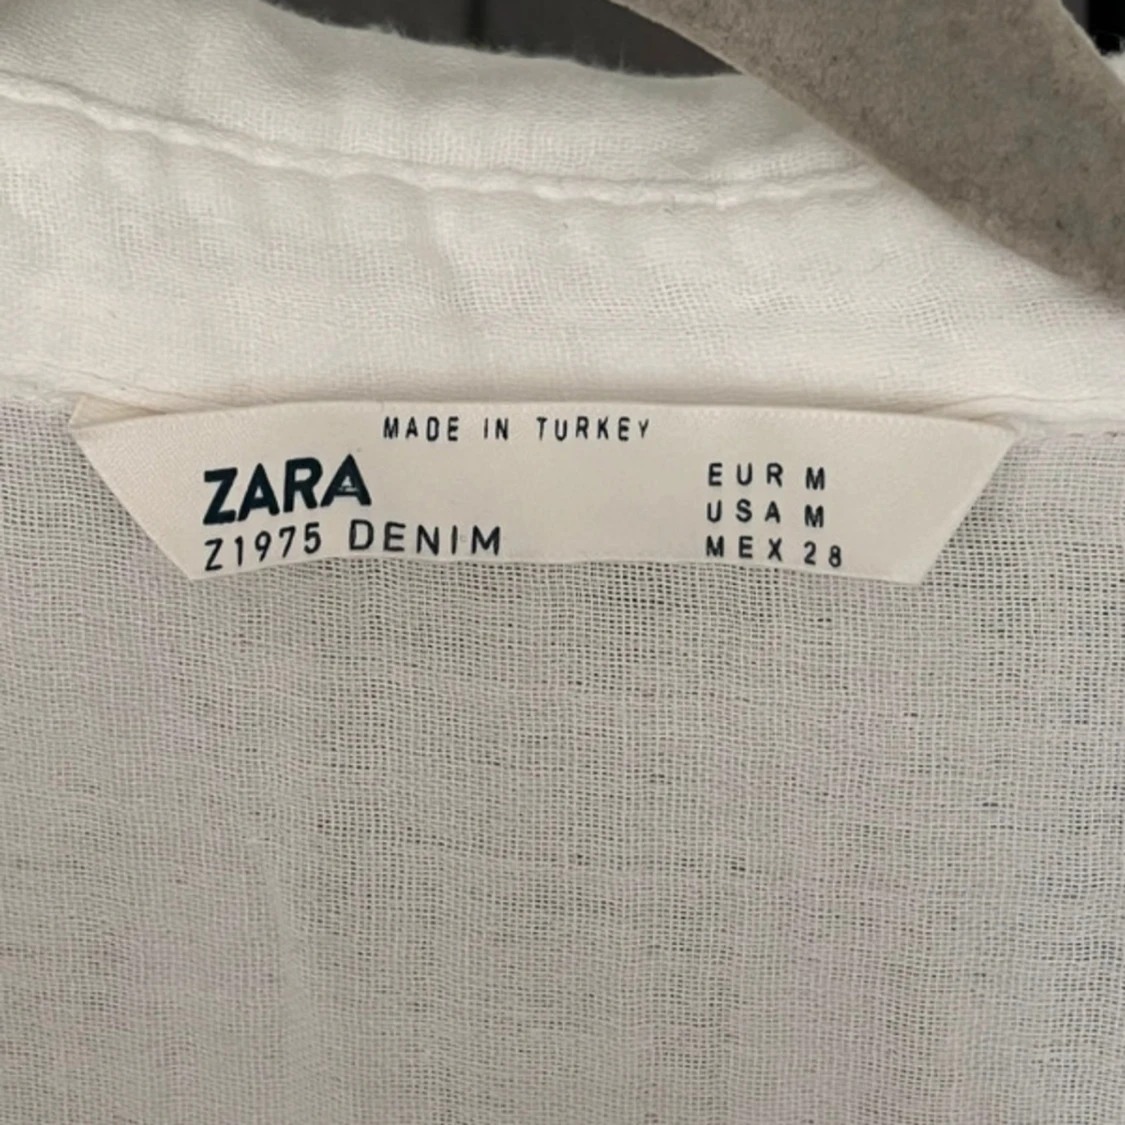 MADE IN TURKEY
ZARA
Z1975 DENIM
EUR M
USA M
MEX 28